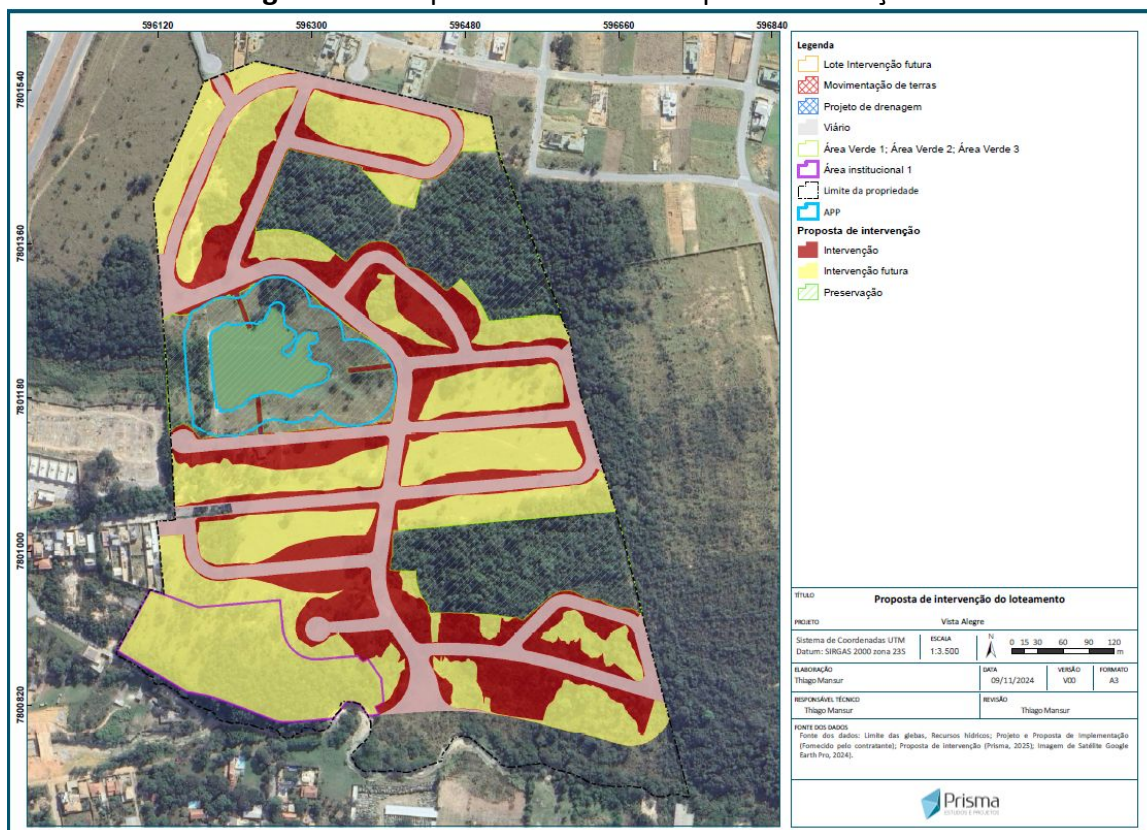 596120 596300 596480 596660 596840
7801540
7801360
7801180
7801000
7800820
Legenda
Lote Intervenção futura
Movimentação de terras
Projeto de drenagem
Viário
Área Verde 1; Área Verde 2; Área Verde 3
Área institucional 1
Limite da propriedade
APP
Proposta de intervenção
Intervenção
Intervenção futura
Preservação
TÍTULO
Proposta de intervenção do loteamento
PROJETO
Vista Alegre
Sistema de Coordenadas UTM
Datum: SIRGAS 2000 zona 23S
ESCALA
1:3.500
N
0 15 30 60 90 120
m
ELABORAÇÃO
Thiago Mansur
DATA
09/11/2024
VERSÃO
V00
FORMATO
A3
RESPONSÁVEL TÉCNICO
Thiago Mansur
REVISÃO
Thiago Mansur
FONTE DOS DADOS
Fonte dos dados: Limite das glebas, Recursos hídricos; Projeto e Proposta de Implementação
(Fornecido pelo contratante); Proposta de intervenção (Prisma, 2025); Imagem de Satélite Google
Earth Pro, 2024).
Prisma
ESTUDOS E PROJETOS